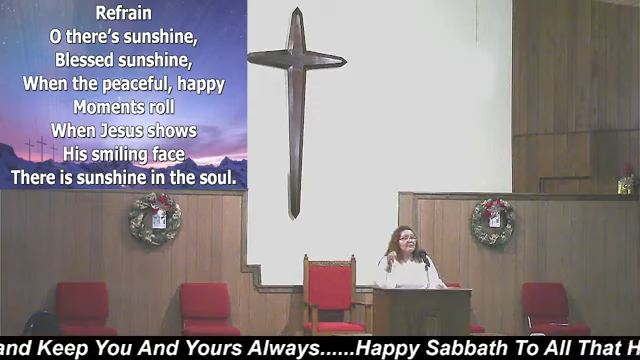 Refrain
O there's sunshine,
Blessed sunshine,
When the peaceful, happy
Moments roll
When Jesus shows
His smiling face
There is sunshine in the soul.
and Keep You And Yours Always......Happy Sabbath To All That H